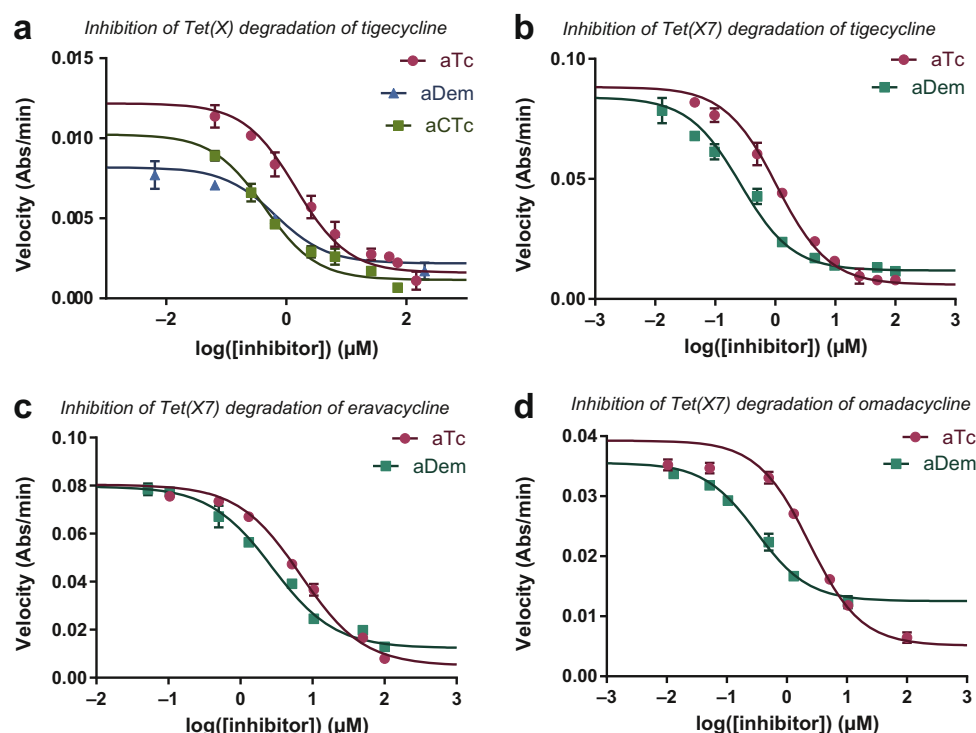 a
Inhibition of Tet(X) degradation of tigecycline
aTc
aDem
aCTc
Velocity (Abs/min)
0.015
0.010
0.005
0.000
–2
0
2
log([inhibitor]) (µM)
b
Inhibition of Tet(X7) degradation of tigecycline
aTc
aDem
Velocity (Abs/min)
0.10
0.05
0.00
–3
–2
–1
0
1
2
3
log([inhibitor]) (µM)
c
Inhibition of Tet(X7) degradation of eravacycline
aTc
aDem
Velocity (Abs/min)
0.10
0.08
0.06
0.04
0.02
0.00
–2
–1
0
1
2
3
log([inhibitor]) (µM)
d
Inhibition of Tet(X7) degradation of omadacycline
aTc
aDem
Velocity (Abs/min)
0.04
0.03
0.02
0.01
0.00
–3
–2
–1
0
1
2
3
log([inhibitor]) (µM)